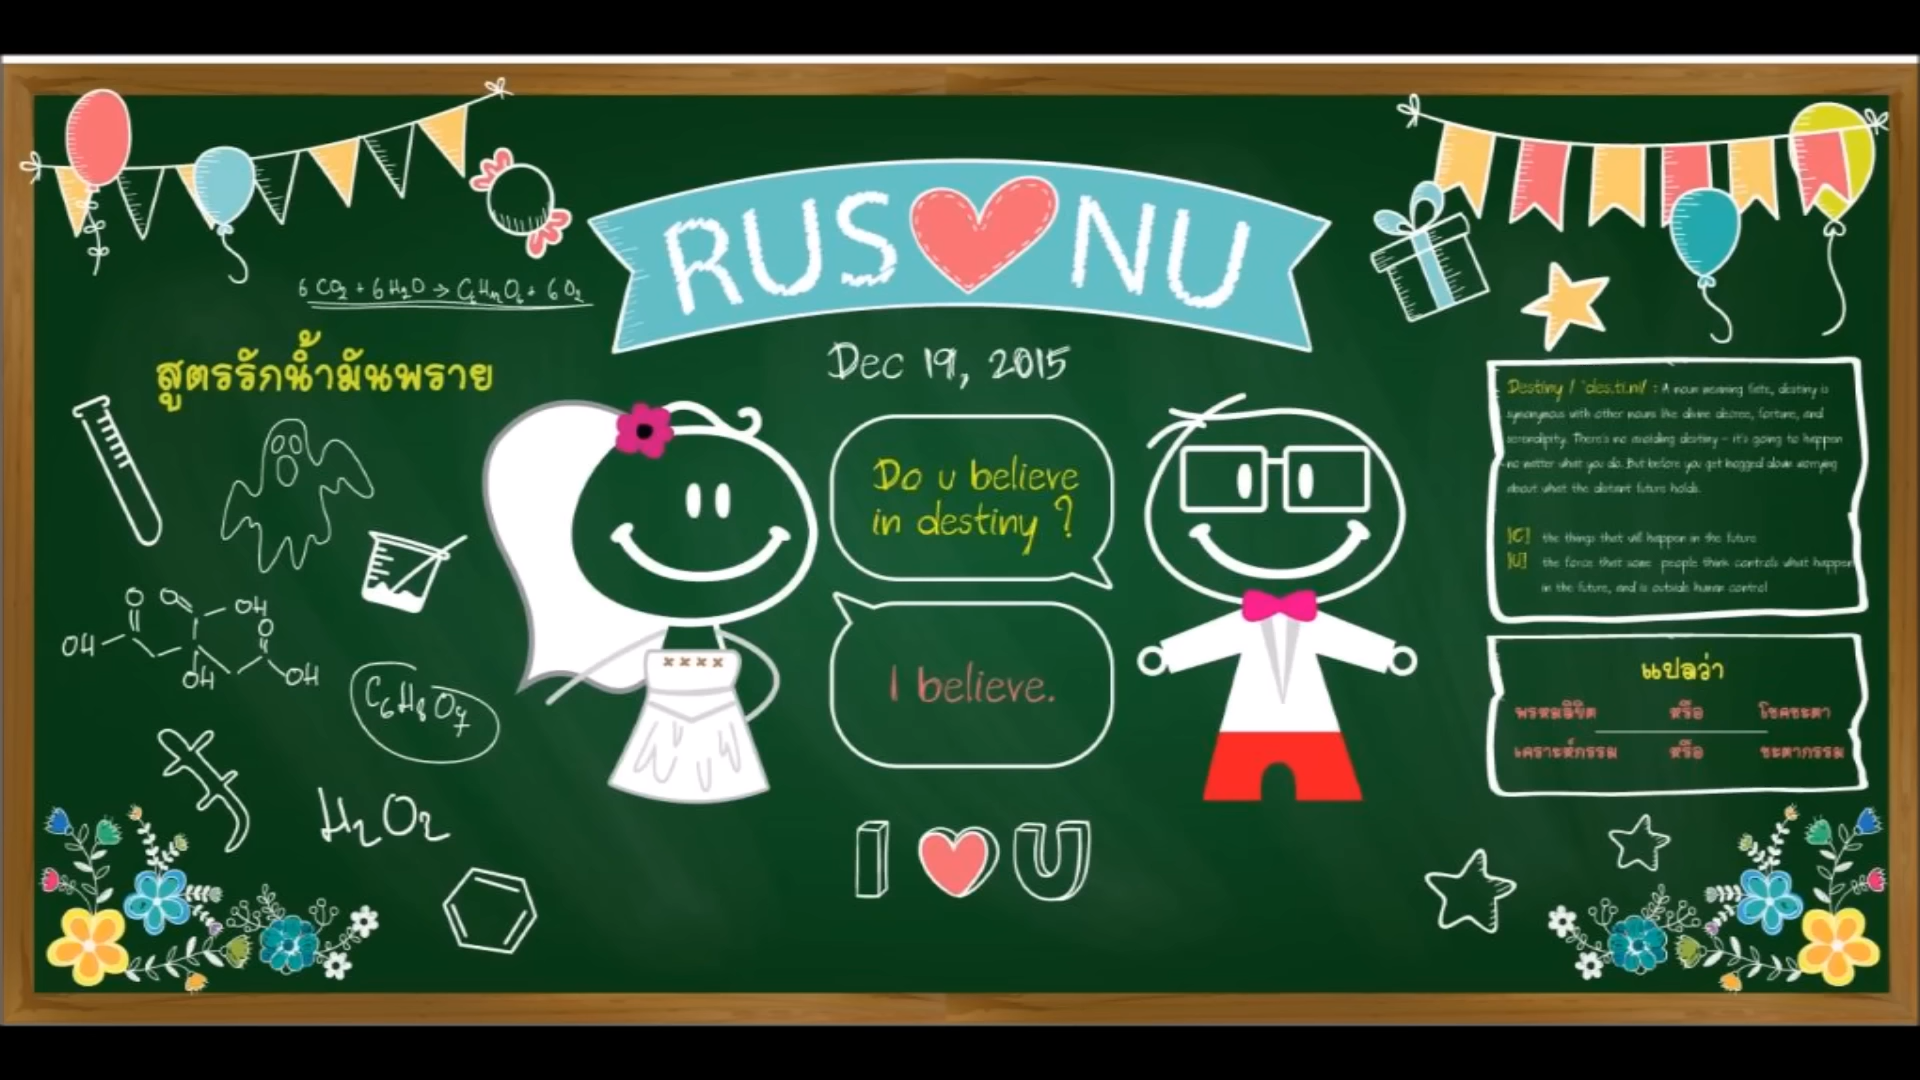 RUS NU
6 CO₂ + 6 H₂O → C₆H₁₂O₆ + 6 O₂
สูตรรักน้ำมันพราย
Dec 19, 2015
Do u believe
in destiny ?
I believe.
I U
O
O
OH
OH
O
OH
OH
C₆H₈O₇
H₂O₂
Destiny / ˈdes.ti.ni/ : A noun meaning fate, destiny is
synonymous with other nouns like divine decree, fortune, and
serendipity. There's no avoiding destiny – it's going to happen
no matter what you do. But before you get bogged down worrying
about what the distant future holds.
[C] the things that will happen in the future
[U] the force that some people think controls what happen
in the future, and is outside human control
แปลว่า
พรหมลิขิต หรือ โชคชะตา
เคราะห์กรรม หรือ ชะตากรรม